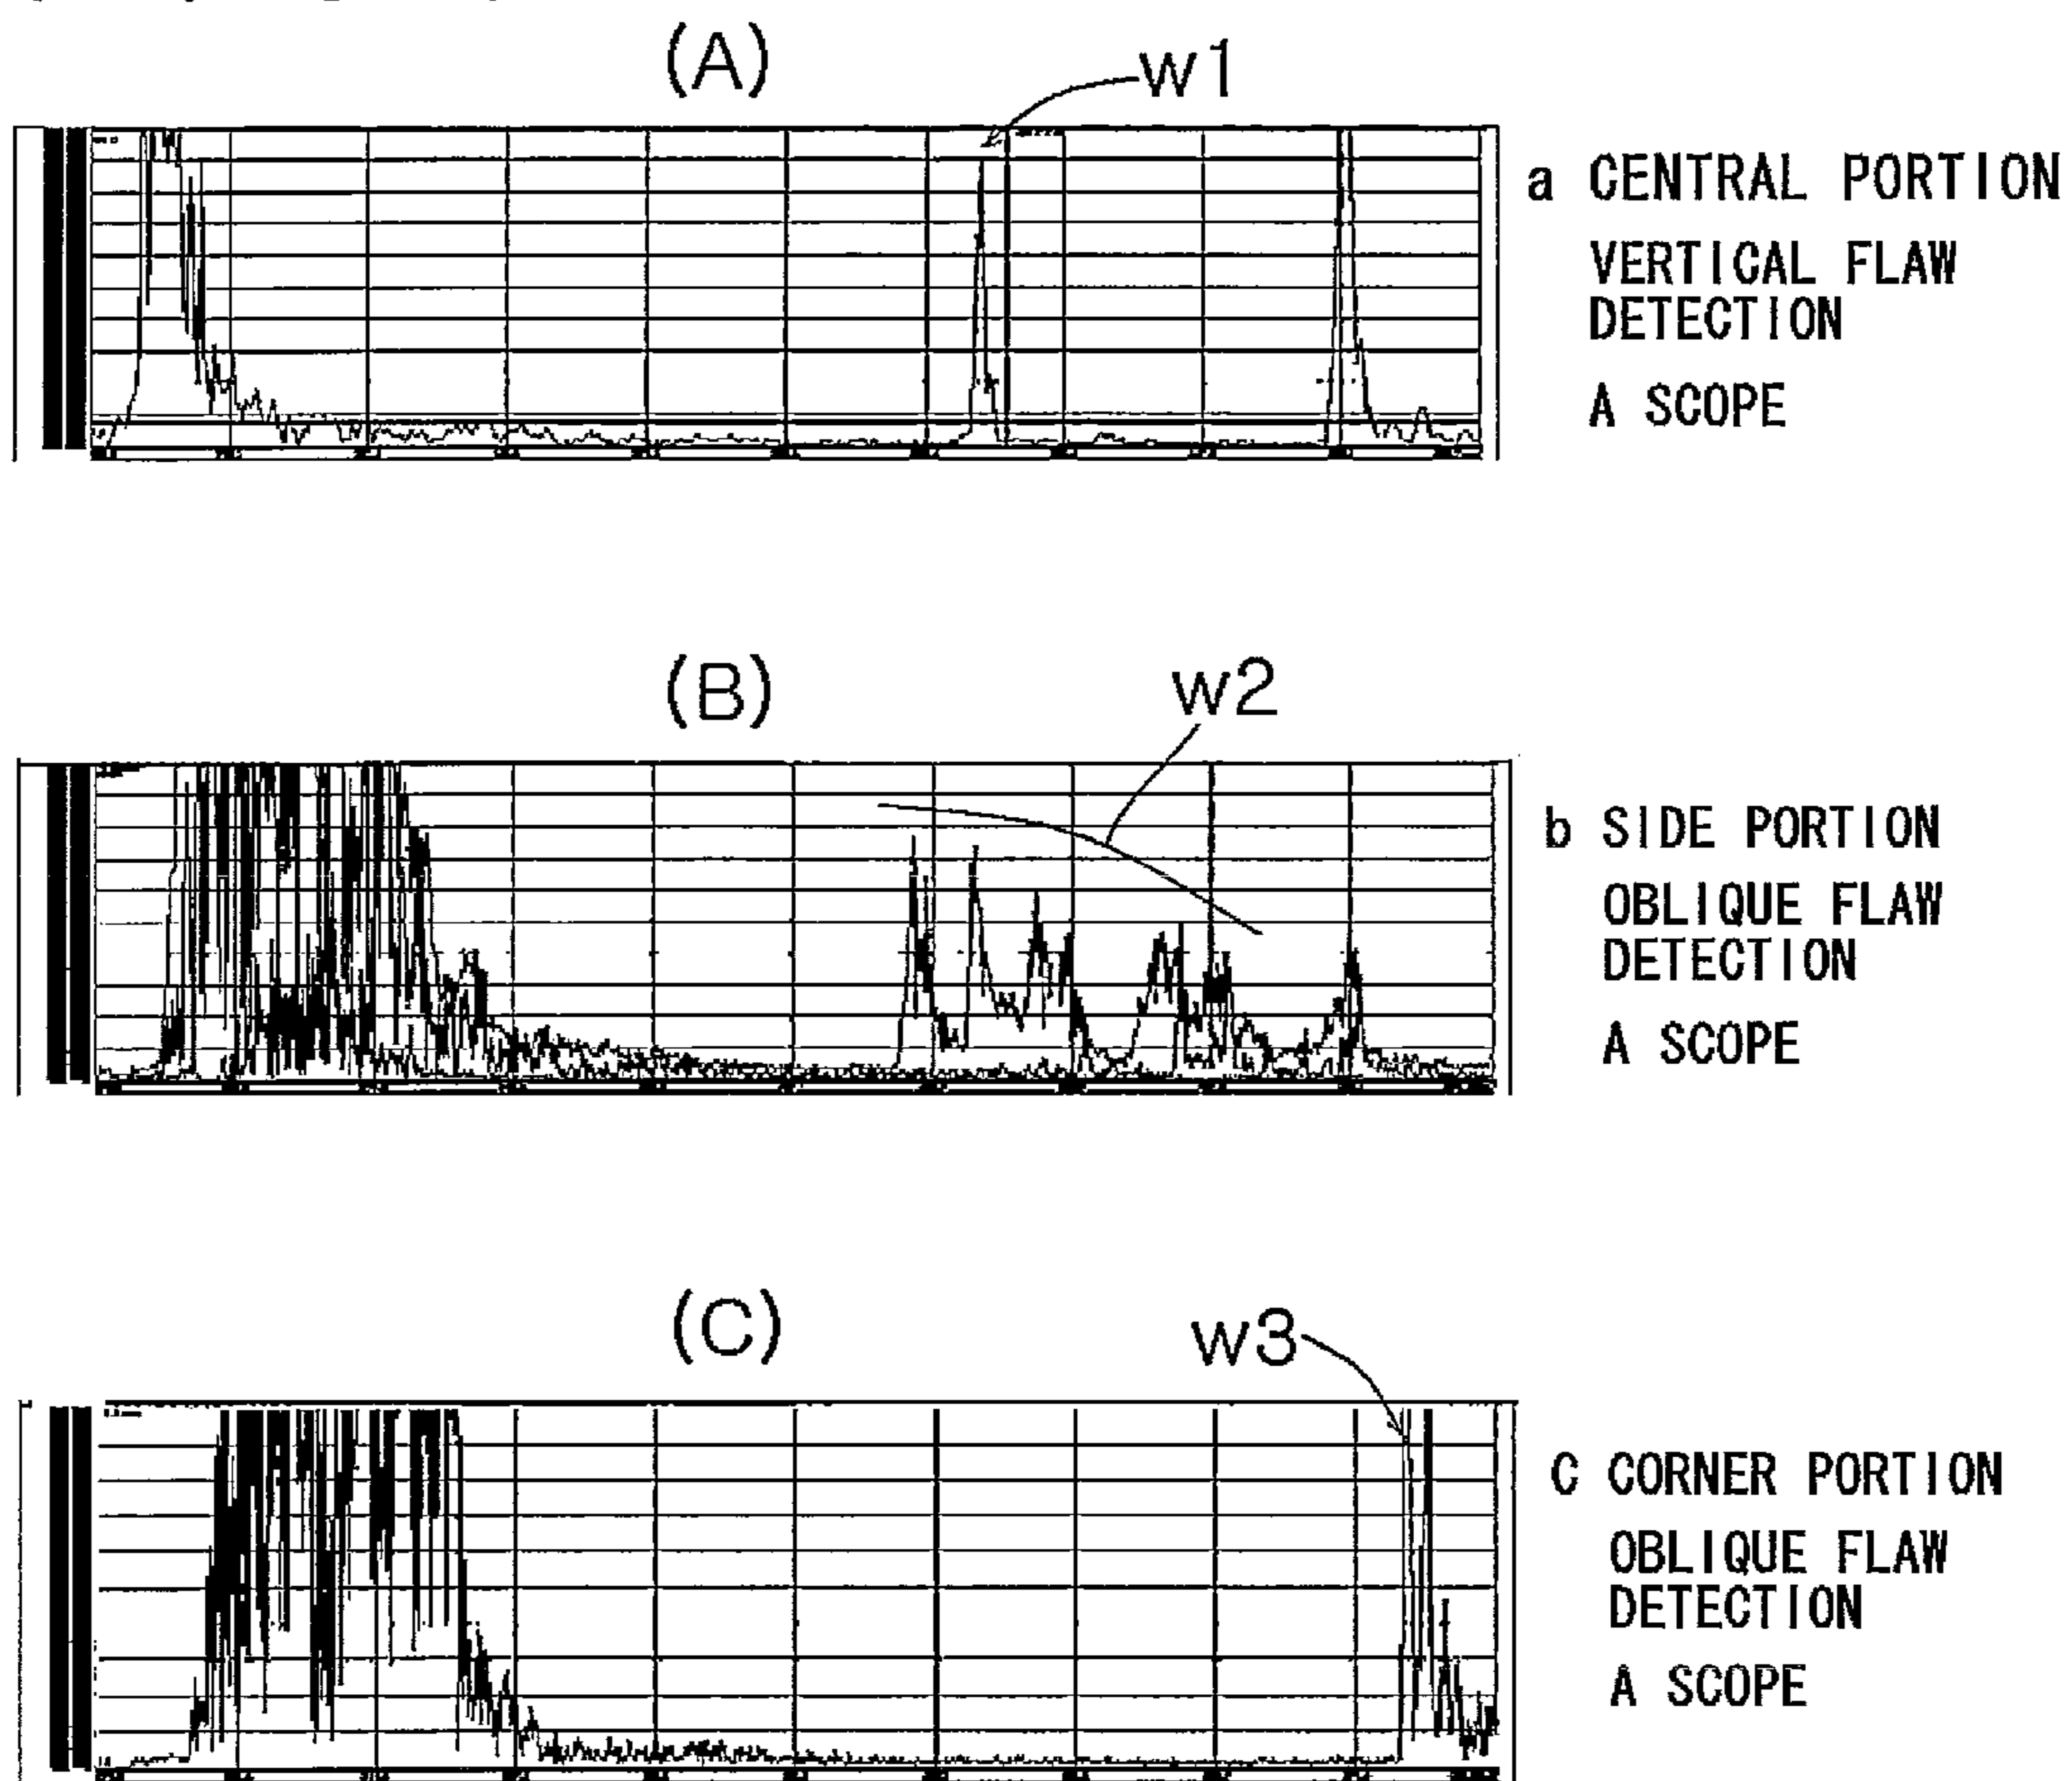 (A)
w1
a CENTRAL PORTION
VERTICAL FLAW
DETECTION
A SCOPE
(B)
w2
b SIDE PORTION
OBLIQUE FLAW
DETECTION
A SCOPE
(C)
w3
C CORNER PORTION
OBLIQUE FLAW
DETECTION
A SCOPE